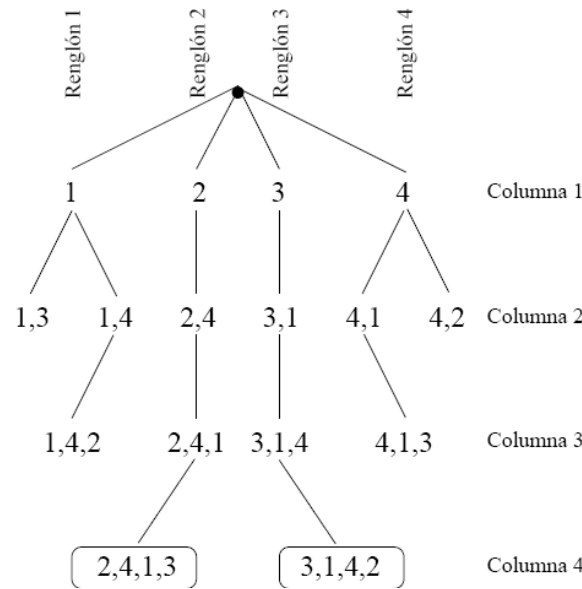 Renglón 1 Renglón 2 Renglón 3 Renglón 4
1 2 3 4 Columna 1
1,3 1,4 2,4 3,1 4,1 4,2 Columna 2
1,4,2 2,4,1 3,1,4 4,1,3 Columna 3
2,4,1,3 3,1,4,2 Columna 4